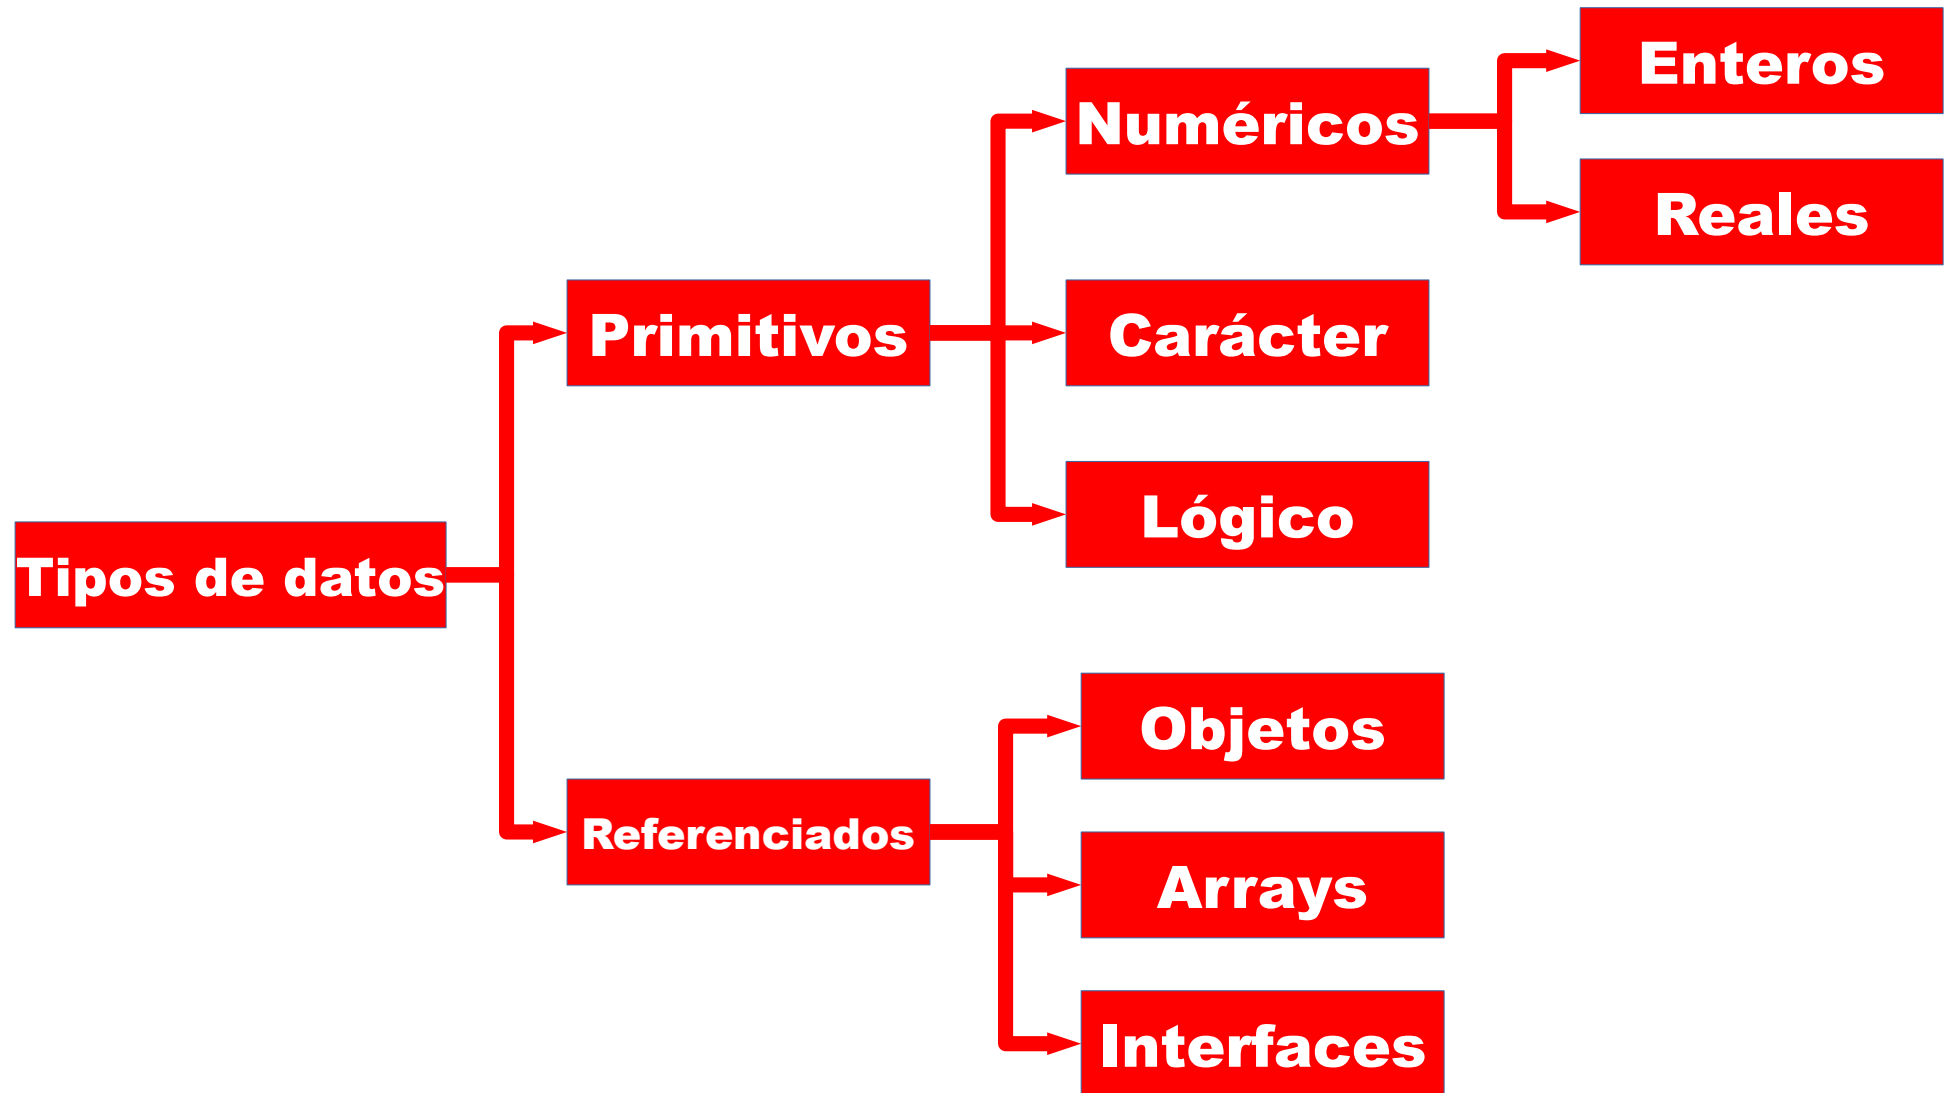 Tipos de datos
Primitivos
Numéricos
Enteros
Reales
Carácter
Lógico
Referenciados
Objetos
Arrays
Interfaces